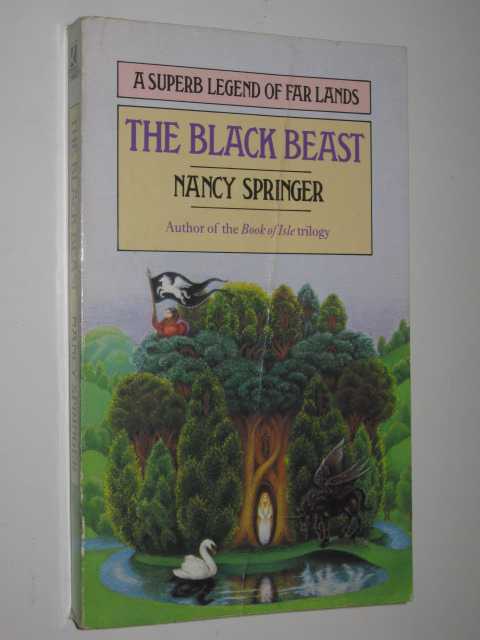 A SUPERB LEGEND OF FAR LANDS
THE BLACK BEAST
NANCY SPRINGER
Author of the Book of Isle trilogy
THE BLACK BEAST NANCY SPRINGER